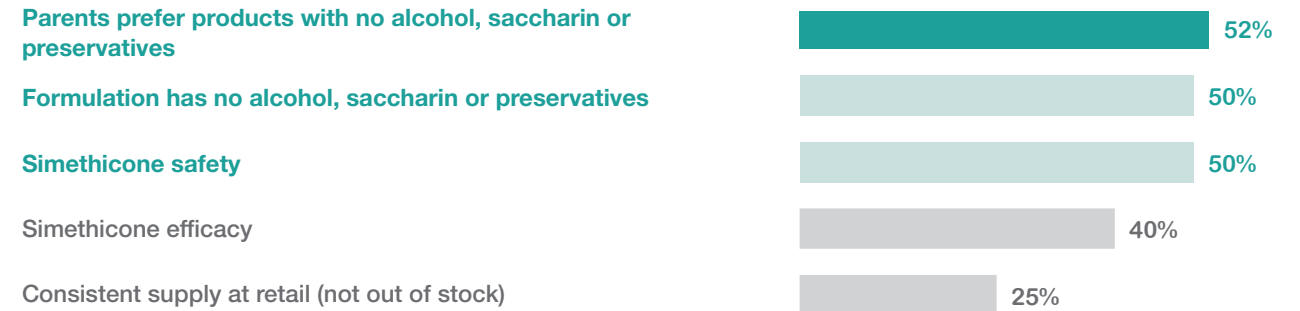 Parents prefer products with no alcohol, saccharin or
preservatives
52%
Formulation has no alcohol, saccharin or preservatives
50%
Simethicone safety
50%
Simethicone efficacy
40%
Consistent supply at retail (not out of stock)
25%